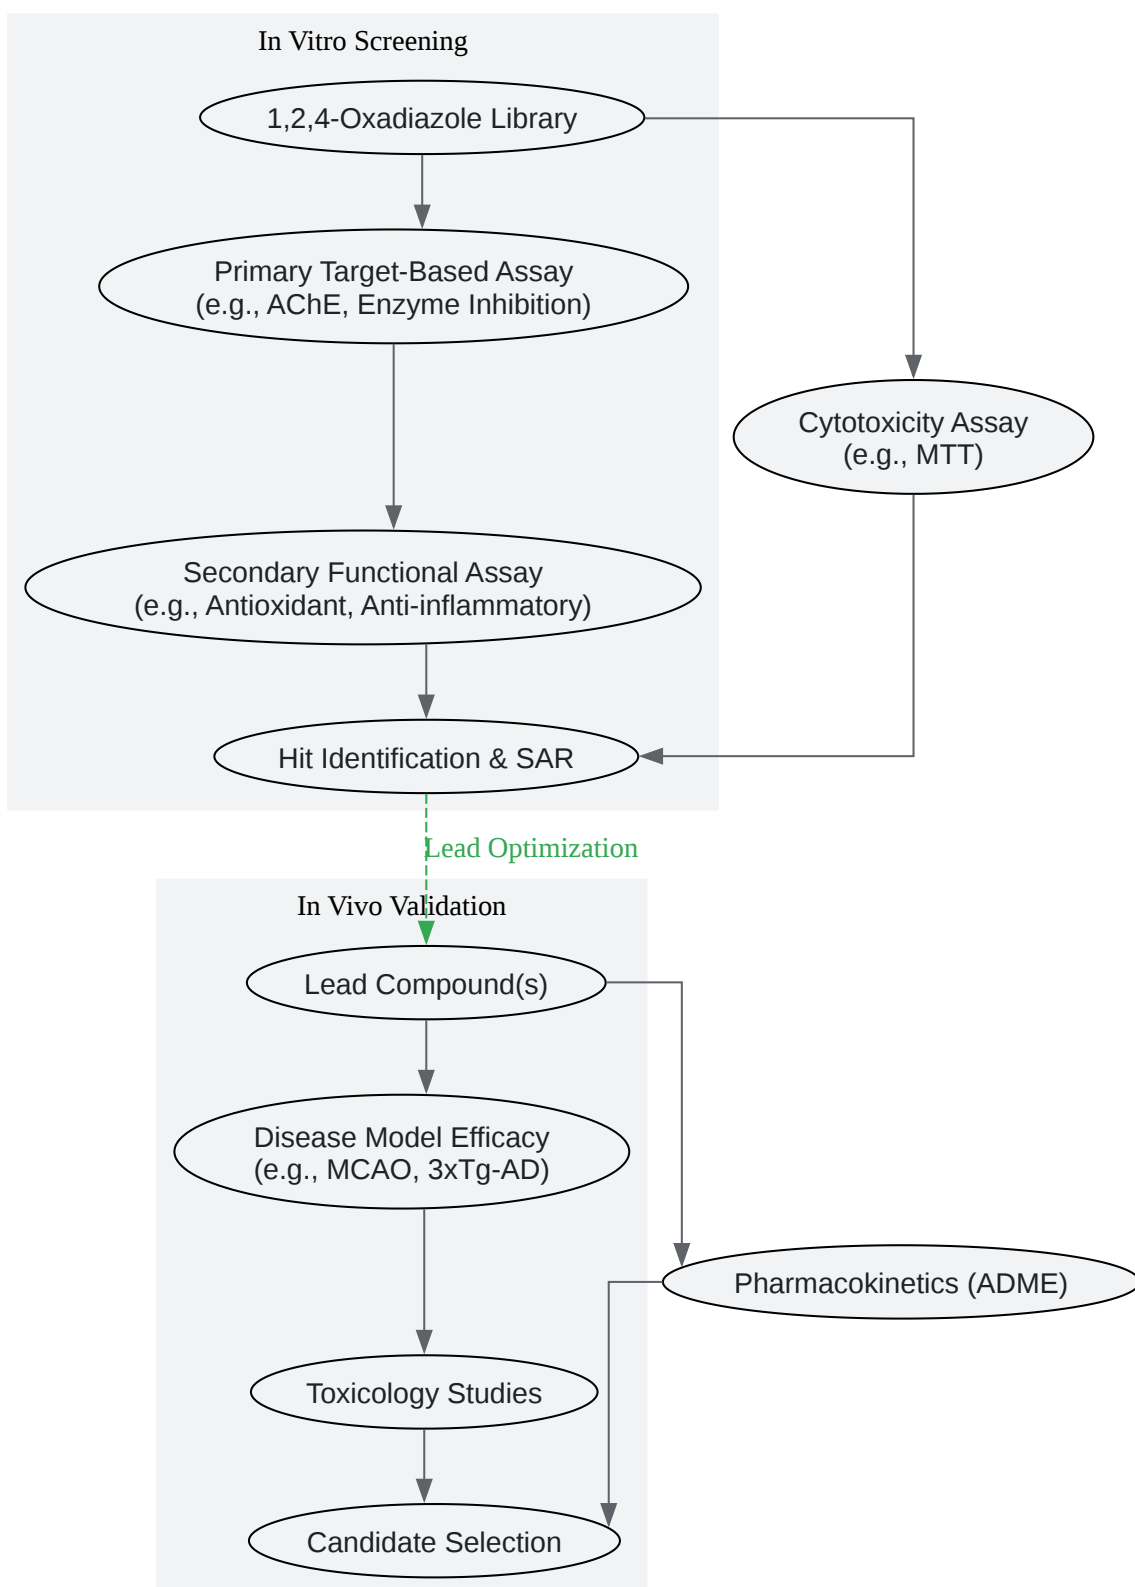 In Vitro Screening
1,2,4-Oxadiazole Library
Primary Target-Based Assay
(e.g., AChE, Enzyme Inhibition)
Cytotoxicity Assay
(e.g., MTT)
Secondary Functional Assay
(e.g., Antioxidant, Anti-inflammatory)
Hit Identification & SAR
Lead Optimization
In Vivo Validation
Lead Compound(s)
Disease Model Efficacy
(e.g., MCAO, 3xTg-AD)
Pharmacokinetics (ADME)
Toxicology Studies
Candidate Selection